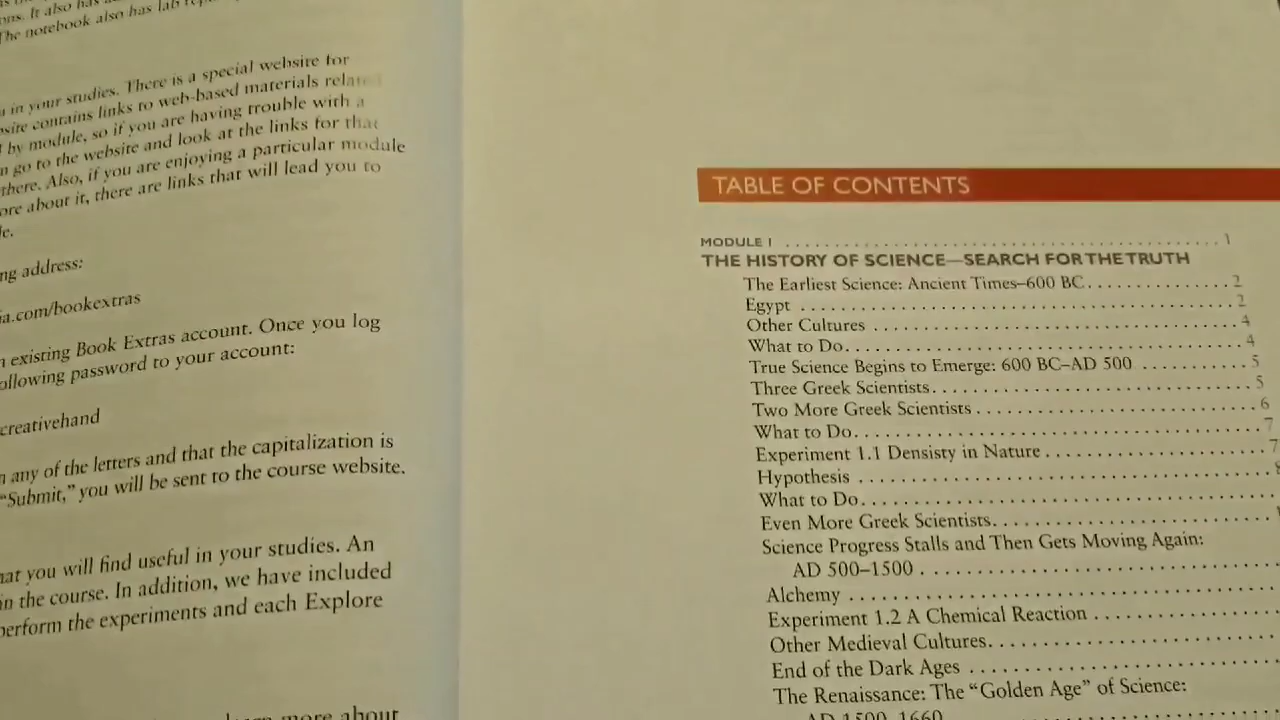 ons. It also has
The notebook also has lab
in your studies. There is a special website for
site contains links to web-based materials
by module, so if you are having trouble with a
go to the website and look at the links for that
there. Also, if you are enjoying a particular module
ore about it, there are links that will lead you to
le.
ng address:
ia.com/bookextras
existing Book Extras account. Once you log
ollowing password to your account:
creativehand
any of the letters and that the capitalization is
"Submit," you will be sent to the course website.
hat you will find useful in your studies. An
in the course. In addition, we have included
perform the experiments and each Explore
more about
TABLE OF CONTENTS
MODULE 1 ........................................ 1
THE HISTORY OF SCIENCE—SEARCH FOR THE TRUTH
The Earliest Science: Ancient Times–600 BC............ 2
Egypt ........................................ 2
Other Cultures ................................ 4
What to Do.................................... 4
True Science Begins to Emerge: 600 BC–AD 500 .......... 5
Three Greek Scientists........................... 5
Two More Greek Scientists ........................ 6
What to Do.................................... 7
Experiment 1.1 Densisty in Nature .................. 7
Hypothesis ................................... 8
What to Do....................................
Even More Greek Scientists........................
Science Progress Stalls and Then Gets Moving Again:
AD 500–1500 .................................
Alchemy ......................................
Experiment 1.2 A Chemical Reaction ................
Other Medieval Cultures..........................
End of the Dark Ages ............................
The Renaissance: The "Golden Age" of Science:
AD 1500–1660